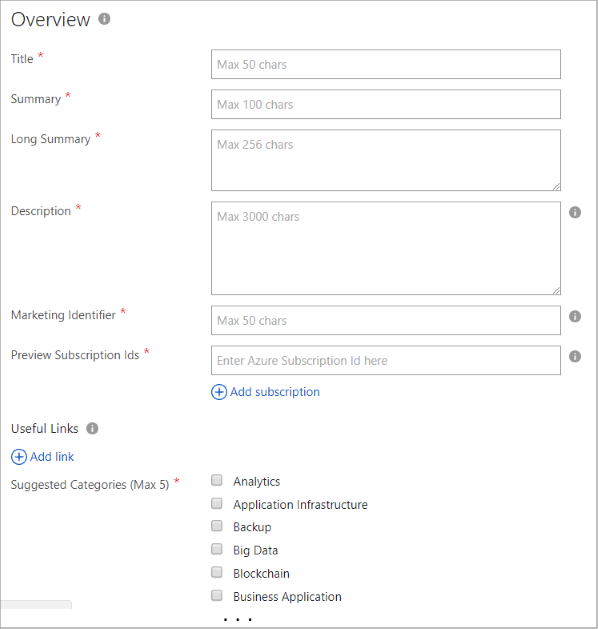 Overview
Title * Max 50 chars
Summary * Max 100 chars
Long Summary * Max 256 chars
Description * Max 3000 chars
Marketing Identifier * Max 50 chars
Preview Subscription Ids * Enter Azure Subscription Id here
Add subscription
Useful Links
Add link
Suggested Categories (Max 5) * Analytics
Application Infrastructure
Backup
Big Data
Blockchain
Business Application
. . .